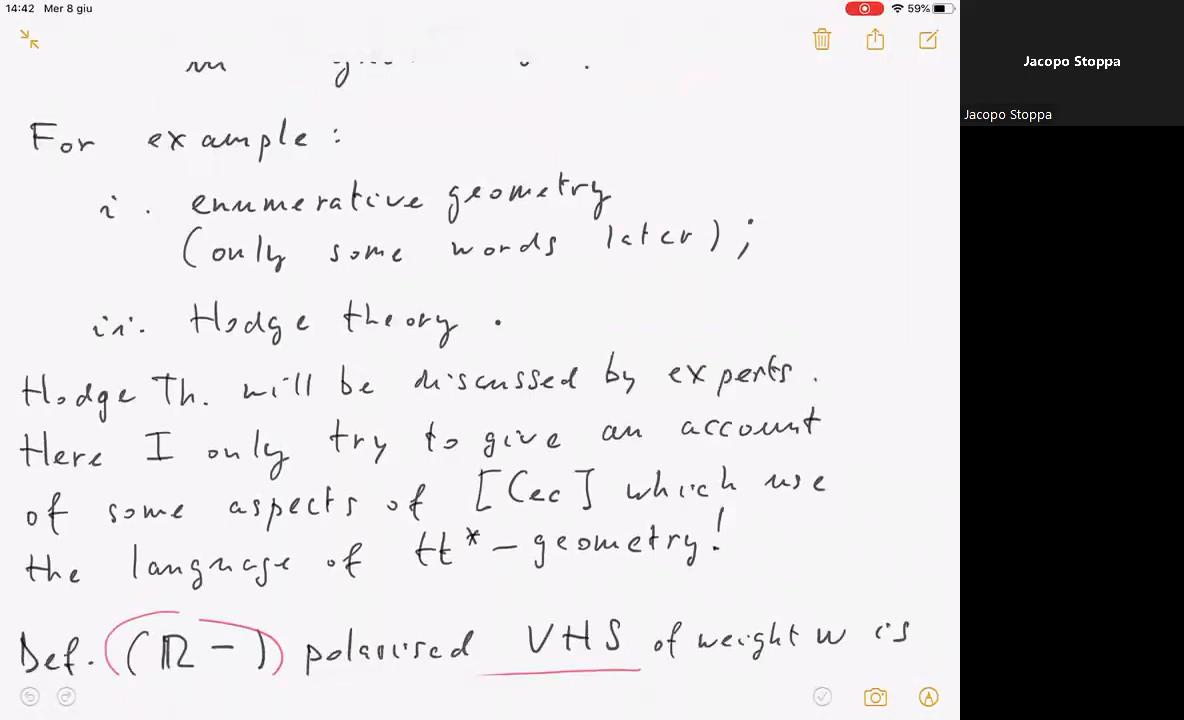 14:42 Mer 8 giu
59%
For example:
i. enumerative geometry
(only some words later);
ii. Hodge theory.
Hodge Th. will be discussed by experts.
Here I only try to give an account
of some aspects of [Cec] which use
the language of tt* - geometry!
Def. (R-) polarised VHS of weight w is
Jacopo Stoppa
Jacopo Stoppa